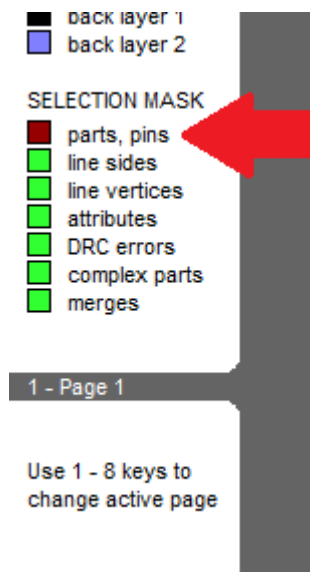 back layer 1
back layer 2
SELECTION MASK
parts, pins
line sides
line vertices
attributes
DRC errors
complex parts
merges
1 - Page 1
Use 1 - 8 keys to
change active page